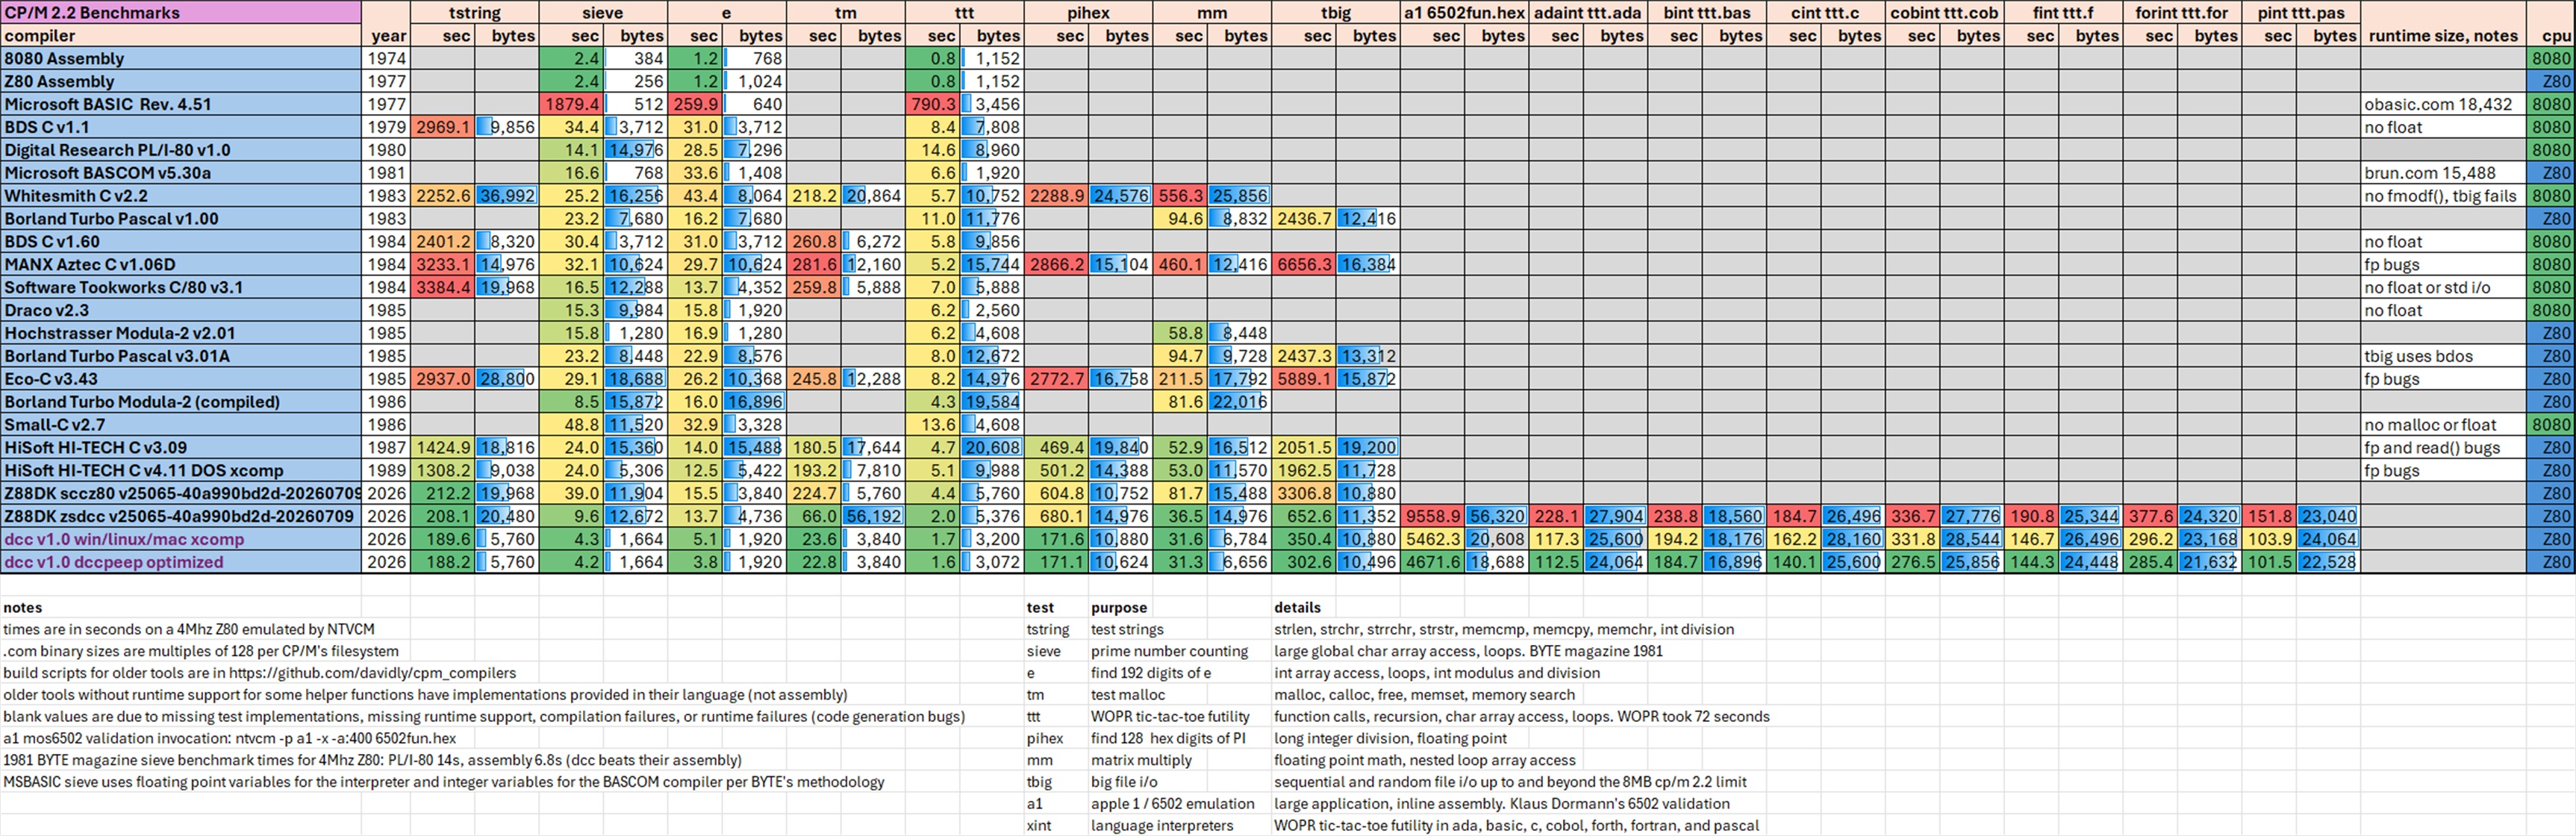 CP/M 2.2 Benchmarks tstring sieve e tm ttt pihex mm tbig a1 6502fun.hex adaint ttt.ada bint ttt.bas cint ttt.c cobint ttt.cob fint ttt.f forint ttt.for pint ttt.pas
compiler year sec bytes sec bytes sec bytes sec bytes sec bytes sec bytes sec bytes sec bytes sec bytes sec bytes sec bytes sec bytes sec bytes sec bytes sec bytes sec bytes runtime size, notes cpu
8080 Assembly 1974 2.4 384 1.2 768 0.8 1,152 8080
Z80 Assembly 1977 2.4 256 1.2 1,024 0.8 1,152 Z80
Microsoft BASIC Rev. 4.51 1977 1879.4 512 259.9 640 790.3 3,456 obasic.com 18,432 8080
BDS C v1.1 1979 2969.1 9,856 34.4 3,712 31.0 3,712 8.4 7,808 no float 8080
Digital Research PL/I-80 v1.0 1980 14.1 14,976 28.5 7,296 14.6 8,960 8080
Microsoft BASCOM v5.30a 1981 16.6 768 33.6 1,408 6.6 1,920 brun.com 15,488 Z80
Whitesmith C v2.2 1983 2252.6 36,992 25.2 16,256 43.4 8,064 218.2 20,864 5.7 10,752 2288.9 24,576 556.3 25,856 no fmodf(), tbig fails 8080
Borland Turbo Pascal v1.00 1983 23.2 7,680 16.2 7,680 11.0 11,776 94.6 8,832 2436.7 12,416 Z80
BDS C v1.60 1984 2401.2 8,320 30.4 3,712 31.0 3,712 260.8 6,272 5.8 9,856 no float 8080
MANX Aztec C v1.06D 1984 3233.1 14,976 32.1 10,624 29.7 10,624 281.6 12,160 5.2 15,744 2866.2 15,104 460.1 12,416 6656.3 16,384 fp bugs 8080
Software Tookworks C/80 v3.1 1984 3384.4 19,968 16.5 12,288 13.7 4,352 259.8 5,888 7.0 5,888 no float or std i/o 8080
Draco v2.3 1985 15.3 9,984 15.8 1,920 6.2 2,560 no float 8080
Hochstrasser Modula-2 v2.01 1985 15.8 1,280 16.9 1,280 6.2 4,608 58.8 8,448 Z80
Borland Turbo Pascal v3.01A 1985 23.2 8,448 22.9 8,576 8.0 12,672 94.7 9,728 2437.3 13,312 tbig uses bdos Z80
Eco-C v3.43 1985 2937.0 28,800 29.1 18,688 26.2 10,368 245.8 12,288 8.2 14,976 2772.7 16,758 211.5 17,792 5889.1 15,872 fp bugs Z80
Borland Turbo Modula-2 (compiled) 1986 8.5 15,872 16.0 16,896 4.3 19,584 81.6 22,016 Z80
Small-C v2.7 1986 48.8 11,520 32.9 3,328 13.6 4,608 no malloc or float 8080
HiSoft HI-TECH C v3.09 1987 1424.9 18,816 24.0 15,360 14.0 15,488 180.5 17,644 4.7 20,608 469.4 19,840 52.9 16,512 2051.5 19,200 fp and read() bugs Z80
HiSoft HI-TECH C v4.11 DOS xcomp 1989 1308.2 9,038 24.0 5,306 12.5 5,422 193.2 7,810 5.1 9,988 501.2 14,388 53.0 11,570 1962.5 11,728 fp bugs Z80
Z88DK sccz80 v25065-40a990bd2d-20260709 2026 212.2 19,968 39.0 11,904 15.5 3,840 224.7 5,760 4.4 5,760 604.8 10,752 81.7 15,488 3306.8 10,880 Z80
Z88DK zsdcc v25065-40a990bd2d-20260709 2026 208.1 20,480 9.6 12,672 13.7 4,736 66.0 56,192 2.0 5,376 680.1 14,976 36.5 14,976 652.6 11,352 9558.9 56,320 228.1 27,904 238.8 18,560 184.7 26,496 336.7 27,776 190.8 25,344 377.6 24,320 151.8 23,040 Z80
dcc v1.0 win/linux/mac xcomp 2026 189.6 5,760 4.3 1,664 5.1 1,920 23.6 3,840 1.7 3,200 171.6 10,880 31.6 6,784 350.4 10,880 5462.3 20,608 117.3 25,600 194.2 18,176 162.2 28,160 331.8 28,544 146.7 26,496 296.2 23,168 103.9 24,064 Z80
dcc v1.0 dccpeep optimized 2026 188.2 5,760 4.2 1,664 3.8 1,920 22.8 3,840 1.6 3,072 171.1 10,624 31.3 6,656 302.6 10,496 4671.6 18,688 112.5 24,064 184.7 16,896 140.1 25,600 276.5 25,856 144.3 24,448 285.4 21,632 101.5 22,528 Z80
notes test purpose details
times are in seconds on a 4Mhz Z80 emulated by NTVCM tstring test strings strlen, strchr, strrchr, strstr, memcmp, memcpy, memchr, int division
.com binary sizes are multiples of 128 per CP/M's filesystem sieve prime number counting large global char array access, loops. BYTE magazine 1981
build scripts for older tools are in https://github.com/davidly/cpm_compilers e find 192 digits of e int array access, loops, int modulus and division
older tools without runtime support for some helper functions have implementations provided in their language (not assembly) tm test malloc malloc, calloc, free, memset, memory search
blank values are due to missing test implementations, missing runtime support, compilation failures, or runtime failures (code generation bugs) ttt WOPR tic-tac-toe futility function calls, recursion, char array access, loops. WOPR took 72 seconds
a1 mos6502 validation invocation: ntvcm -p a1 -x -a:400 6502fun.hex pihex find 128 hex digits of PI long integer division, floating point
1981 BYTE magazine sieve benchmark times for 4Mhz Z80: PL/I-80 14s, assembly 6.8s (dcc beats their assembly) mm matrix multiply floating point math, nested loop array access
MSBASIC sieve uses floating point variables for the interpreter and integer variables for the BASCOM compiler per BYTE's methodology tbig big file i/o sequential and random file i/o up to and beyond the 8MB cp/m 2.2 limit
a1 apple 1 / 6502 emulation large application, inline assembly. Klaus Dormann's 6502 validation
xint language interpreters WOPR tic-tac-toe futility in ada, basic, c, cobol, forth, fortran, and pascal